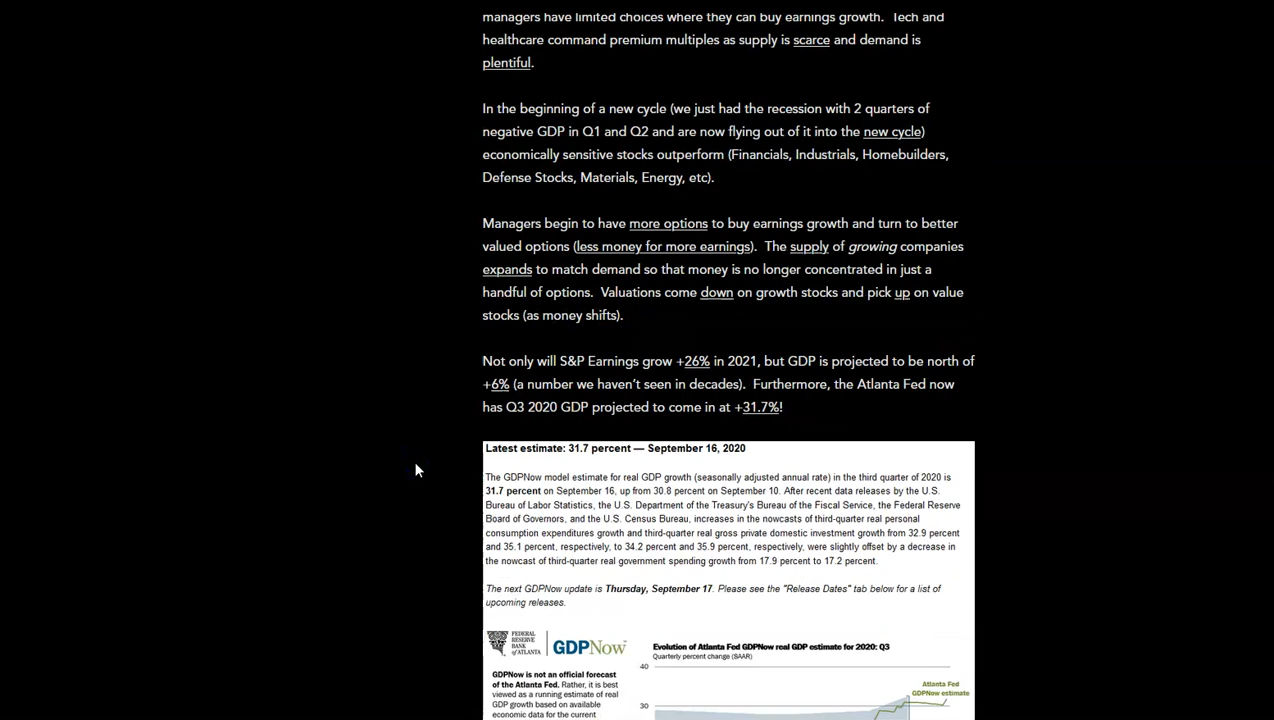 managers have limited choices where they can buy earnings growth.  Tech and
healthcare command premium multiples as supply is scarce and demand is
plentiful.
In the beginning of a new cycle (we just had the recession with 2 quarters of
negative GDP in Q1 and Q2 and are now flying out of it into the new cycle)
economically sensitive stocks outperform (Financials, Industrials, Homebuilders,
Defense Stocks, Materials, Energy, etc).
Managers begin to have more options to buy earnings growth and turn to better
valued options (less money for more earnings).  The supply of growing companies
expands to match demand so that money is no longer concentrated in just a
handful of options.  Valuations come down on growth stocks and pick up on value
stocks (as money shifts).
Not only will S&P Earnings grow +26% in 2021, but GDP is projected to be north of
+6% (a number we haven't seen in decades).  Furthermore, the Atlanta Fed now
has Q3 2020 GDP projected to come in at +31.7%!
Latest estimate: 31.7 percent — September 16, 2020
The GDPNow model estimate for real GDP growth (seasonally adjusted annual rate) in the third quarter of 2020 is
31.7 percent on September 16, up from 30.8 percent on September 10. After recent data releases by the U.S.
Bureau of Labor Statistics, the U.S. Department of the Treasury's Bureau of the Fiscal Service, the Federal Reserve
Board of Governors, and the U.S. Census Bureau, increases in the nowcasts of third-quarter real personal
consumption expenditures growth and third-quarter real gross private domestic investment growth from 32.9 percent
and 35.1 percent, respectively, to 34.2 percent and 35.9 percent, respectively, were slightly offset by a decrease in
the nowcast of third-quarter real government spending growth from 17.9 percent to 17.2 percent.
The next GDPNow update is Thursday, September 17. Please see the "Release Dates" tab below for a list of
upcoming releases.
FEDERAL
RESERVE
BANK
of ATLANTA
GDPNow™
GDPNow is not an official forecast
of the Atlanta Fed. Rather, it is best
viewed as a running estimate of real
GDP growth based on available
economic data for the current
Evolution of Atlanta Fed GDPNow real GDP estimate for 2020: Q3
Quarterly percent change (SAAR)
40
Atlanta Fed
GDPNow estimate
30